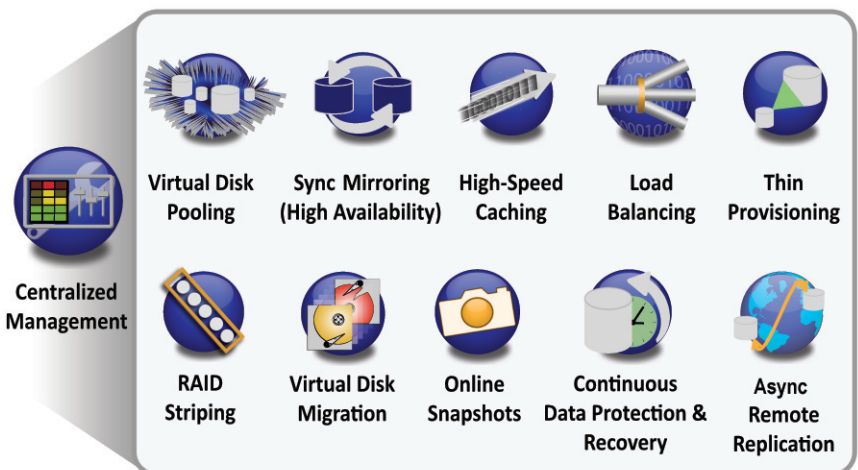 Virtual Disk
Pooling
Sync Mirroring
(High Availability)
High-Speed
Caching
Load
Balancing
Thin
Provisioning
Centralized
Management
RAID
Striping
Virtual Disk
Migration
Online
Snapshots
Continuous
Data Protection &
Recovery
Async
Remote
Replication